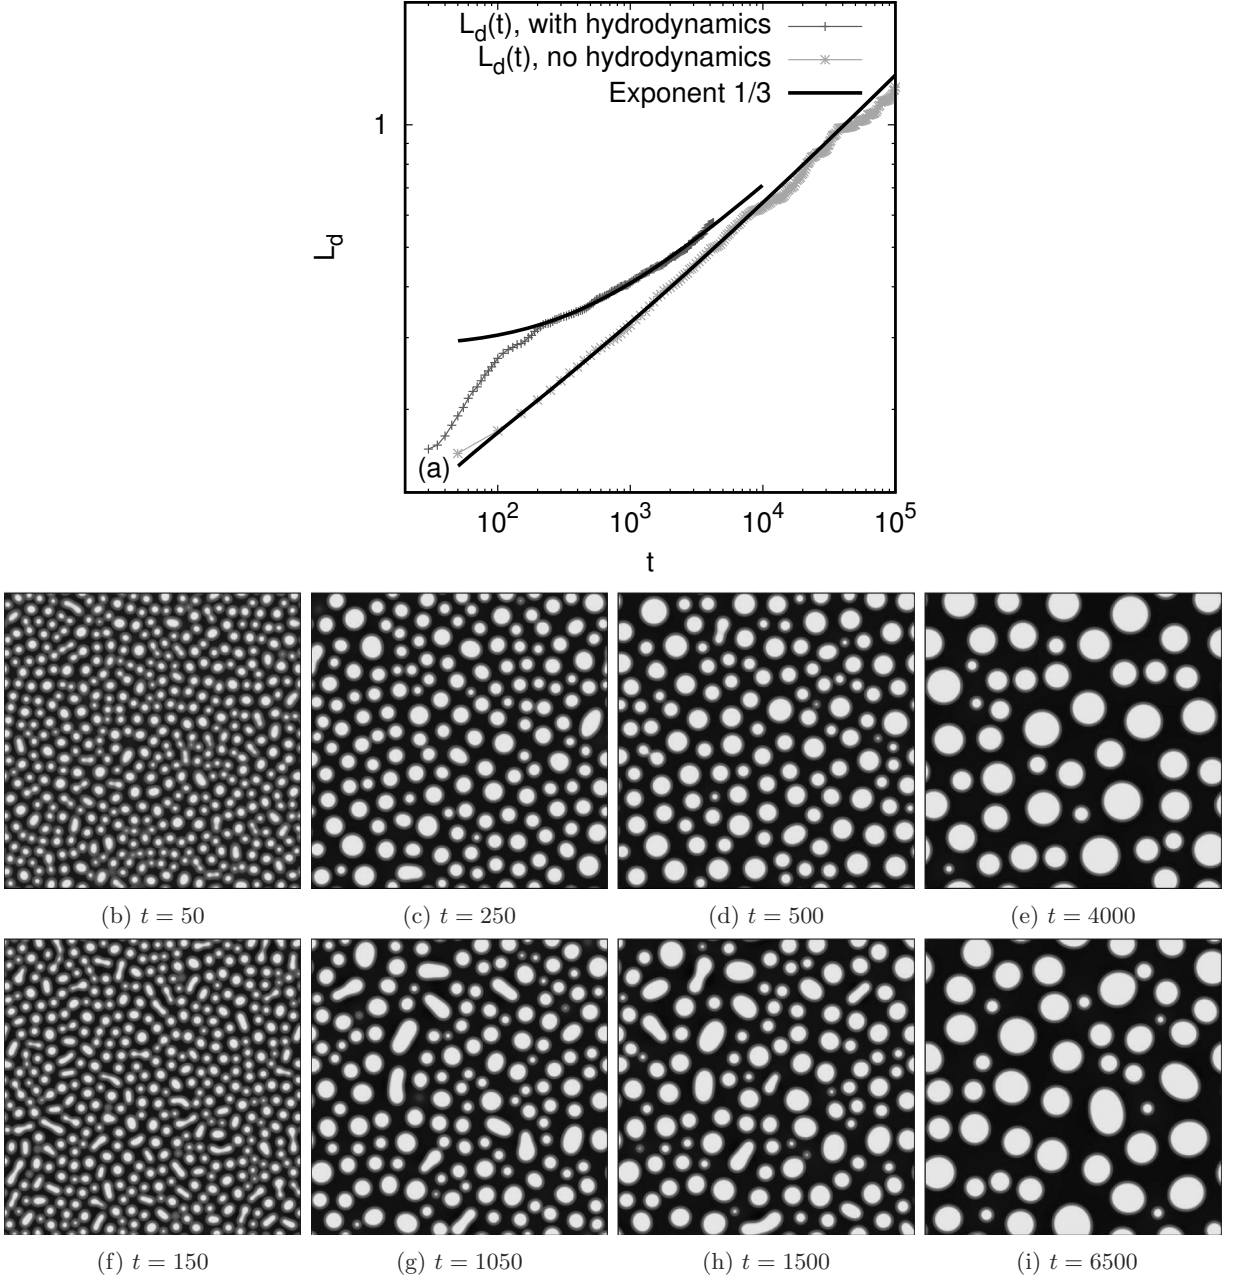 L_d(t), with hydrodynamics
L_d(t), no hydrodynamics
Exponent 1/3
1
L_d
(a)
10^2 10^3 10^4 10^5
t
(b) t = 50 (c) t = 250 (d) t = 500 (e) t = 4000
(f) t = 150 (g) t = 1050 (h) t = 1500 (i) t = 6500